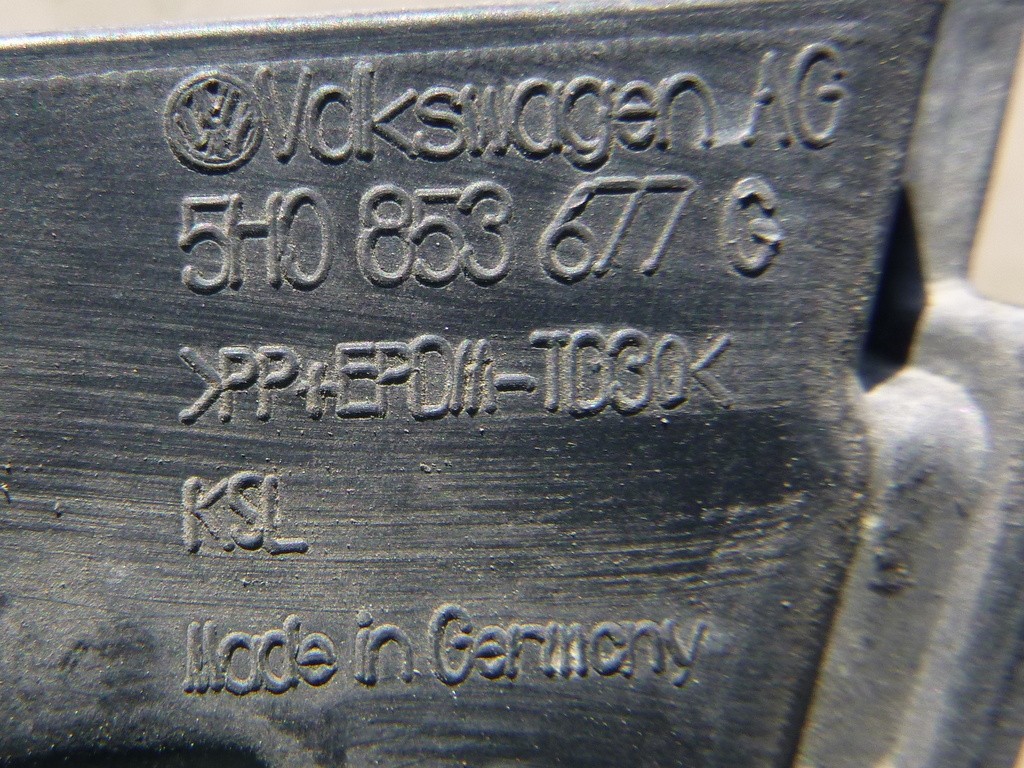 Volkswagen AG
5H0 853 677 G
>PP+EPDM-TD30<
KSL
Made in Germany